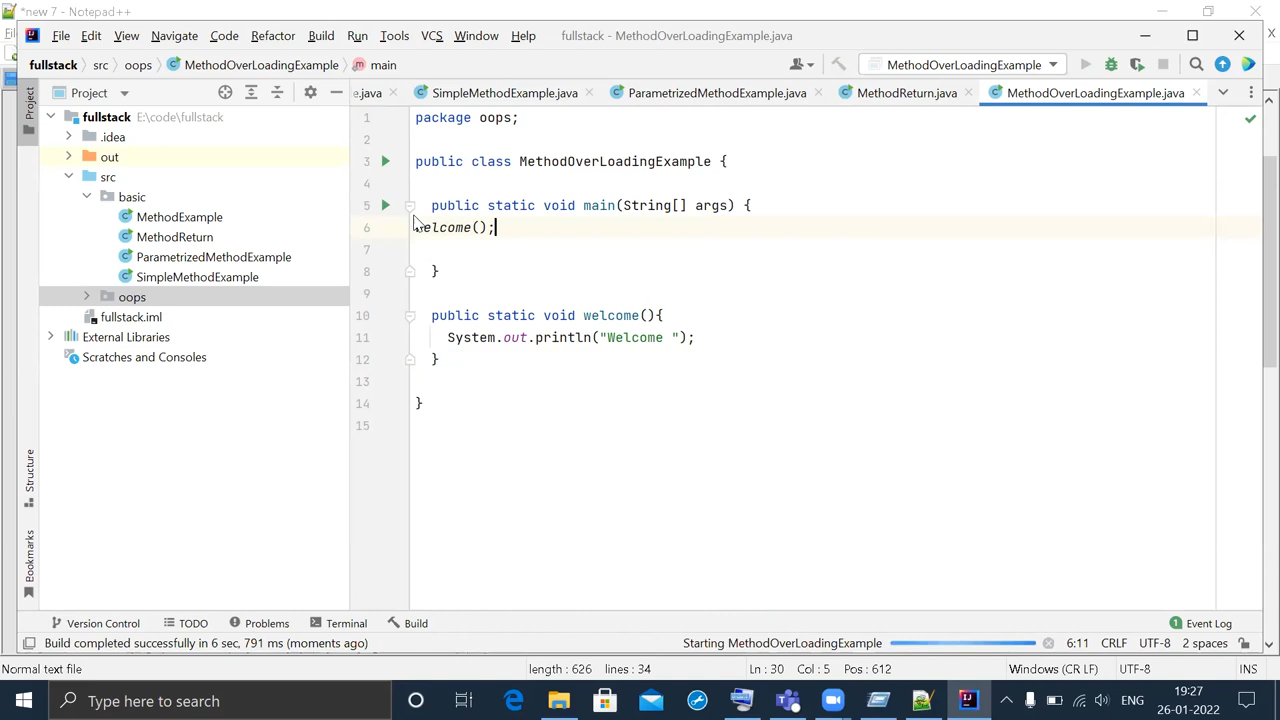 *new 7 - Notepad++
File Edit View Navigate Code Refactor Build Run Tools VCS Window Help fullstack - MethodOverLoadingExample.java
fullstack src oops MethodOverLoadingExample main MethodOverLoadingExample
Project e.java SimpleMethodExample.java ParametrizedMethodExample.java MethodReturn.java MethodOverLoadingExample.java
Project
fullstack E:\code\fullstack
.idea
out
src
basic
MethodExample
MethodReturn
ParametrizedMethodExample
SimpleMethodExample
oops
fullstack.iml
External Libraries
Scratches and Consoles
1 package oops;
2
3 public class MethodOverLoadingExample {
4
5 public static void main(String[] args) {
6 elcome();
7
8 }
9
10 public static void welcome(){
11 System.out.println("Welcome ");
12 }
13
14 }
15
Structure
Bookmarks
Version Control TODO Problems Terminal Build 1 Event Log
Build completed successfully in 6 sec, 791 ms (moments ago) Starting MethodOverLoadingExample 6:11 CRLF UTF-8 2 spaces
Normal text file length : 626 lines : 34 Ln : 30 Col : 5 Pos : 612 Windows (CR LF) UTF-8 INS
Type here to search ENG 19:27
26-01-2022